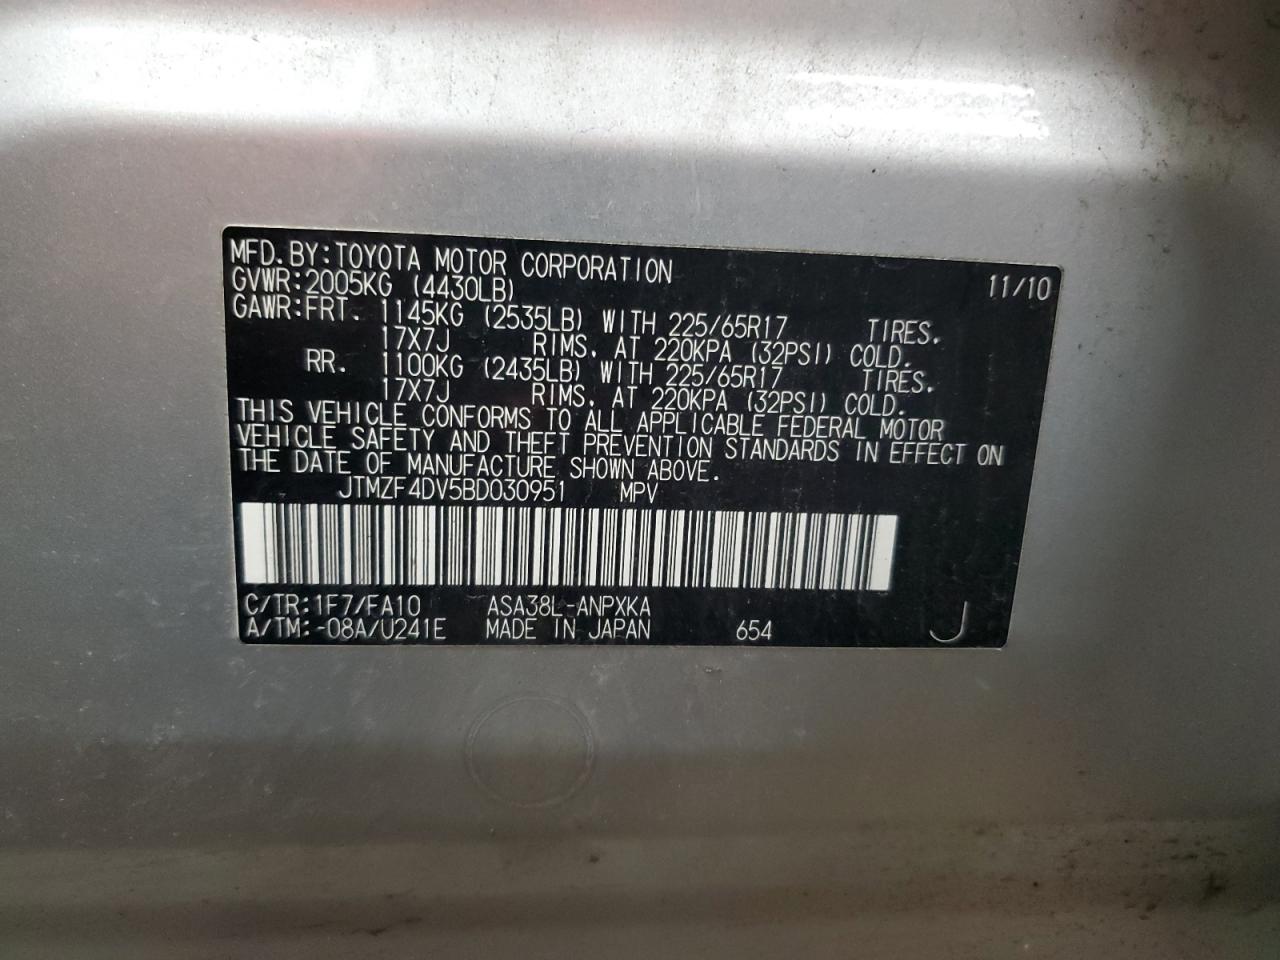 MFD. BY: TOYOTA MOTOR CORPORATION 11/10
GVWR: 2005KG (4430LB)
GAWR: FRT. 1145KG (2535LB) WITH 225/65R17 TIRES.
17X7J RIMS, AT 220KPA (32PSI) COLD.
RR. 1100KG (2435LB) WITH 225/65R17 TIRES.
17X7J RIMS, AT 220KPA (32PSI) COLD.
THIS VEHICLE CONFORMS TO ALL APPLICABLE FEDERAL MOTOR
VEHICLE SAFETY AND THEFT PREVENTION STANDARDS IN EFFECT ON
THE DATE OF MANUFACTURE SHOWN ABOVE.
JTMZF4DV5BD030951 MPV
C/TR: 1F7/FA10 ASA38L-ANPXKA
A/TM: -08A/U241E MADE IN JAPAN 654 J